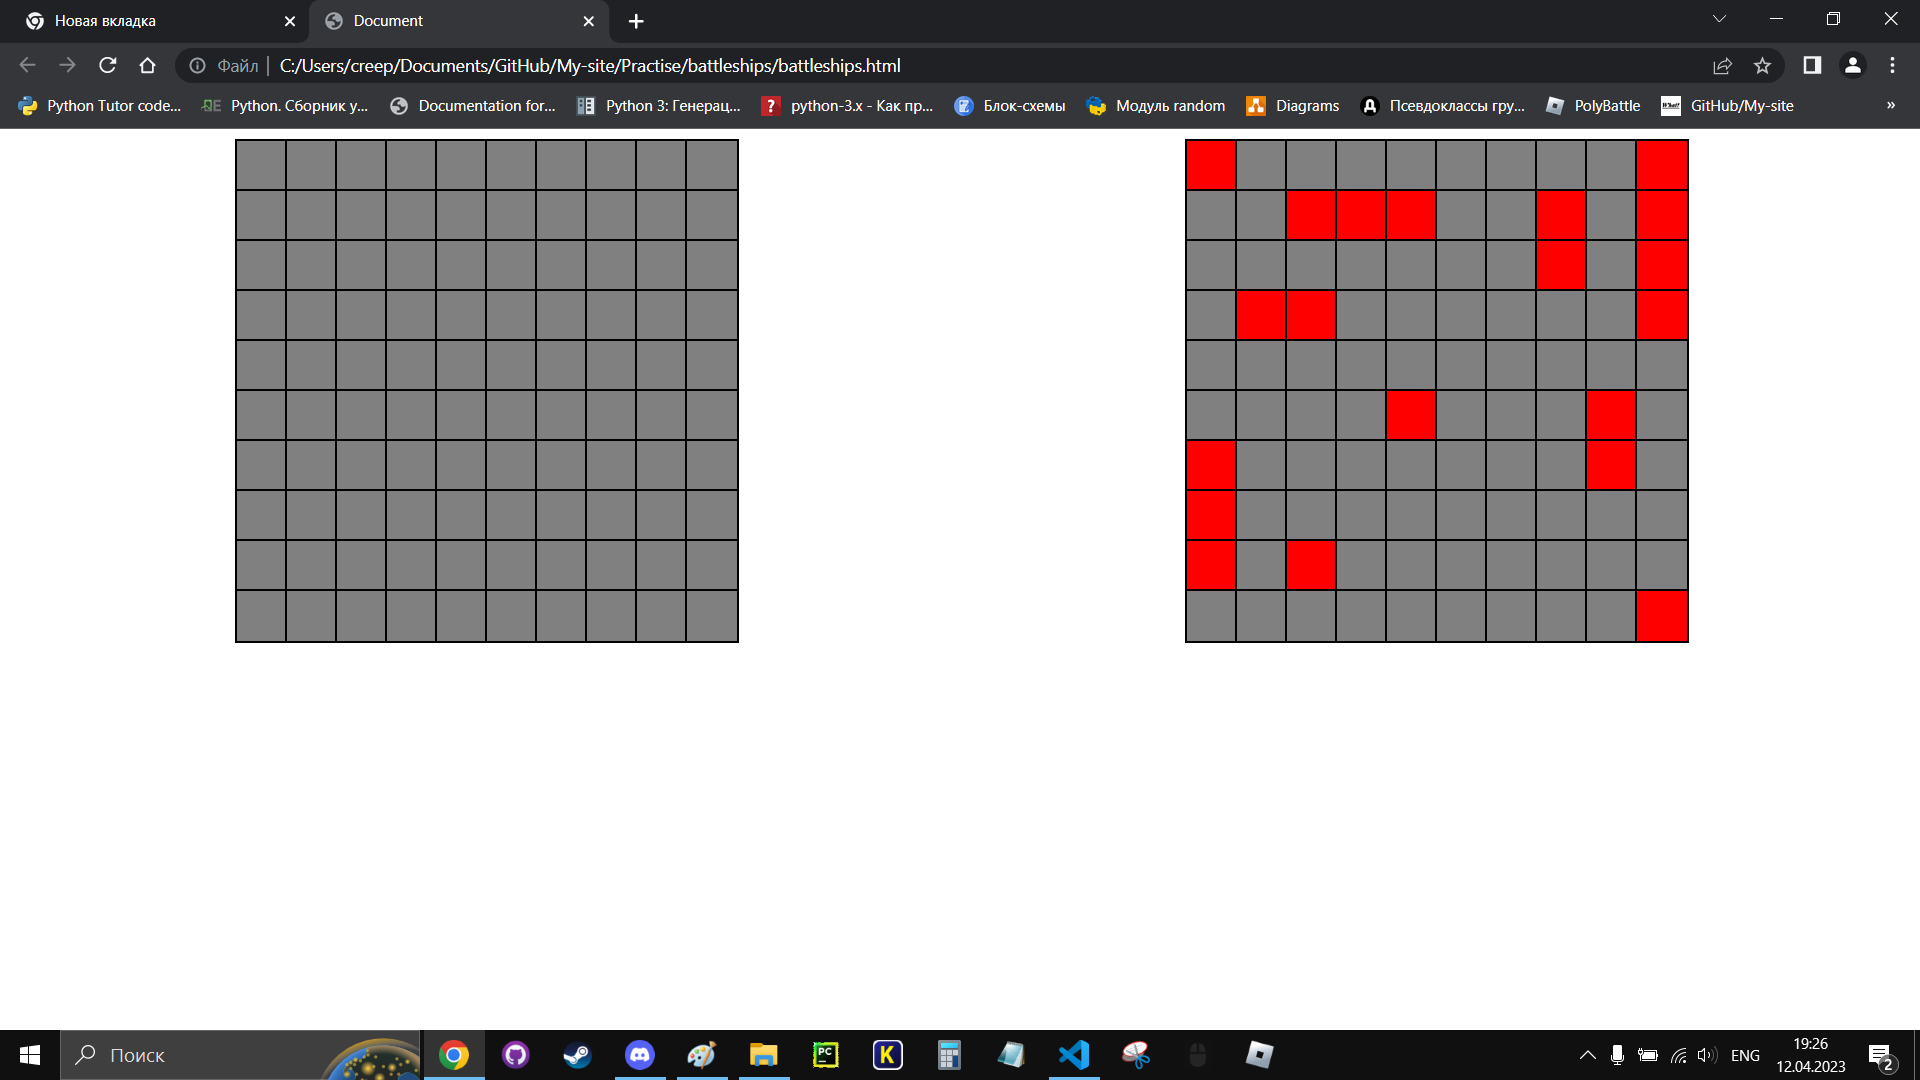 Новая вкладка
Document
Файл | C:/Users/creep/Documents/GitHub/My-site/Practise/battleships/battleships.html
Python Tutor code... Python. Сборник у... Documentation for... Python 3: Генерац... python-3.x - Как пр... Блок-схемы Модуль random Diagrams Псевдоклассы гру... PolyBattle GitHub/My-site »
Поиск
PC
K
ENG
19:26
12.04.2023
2